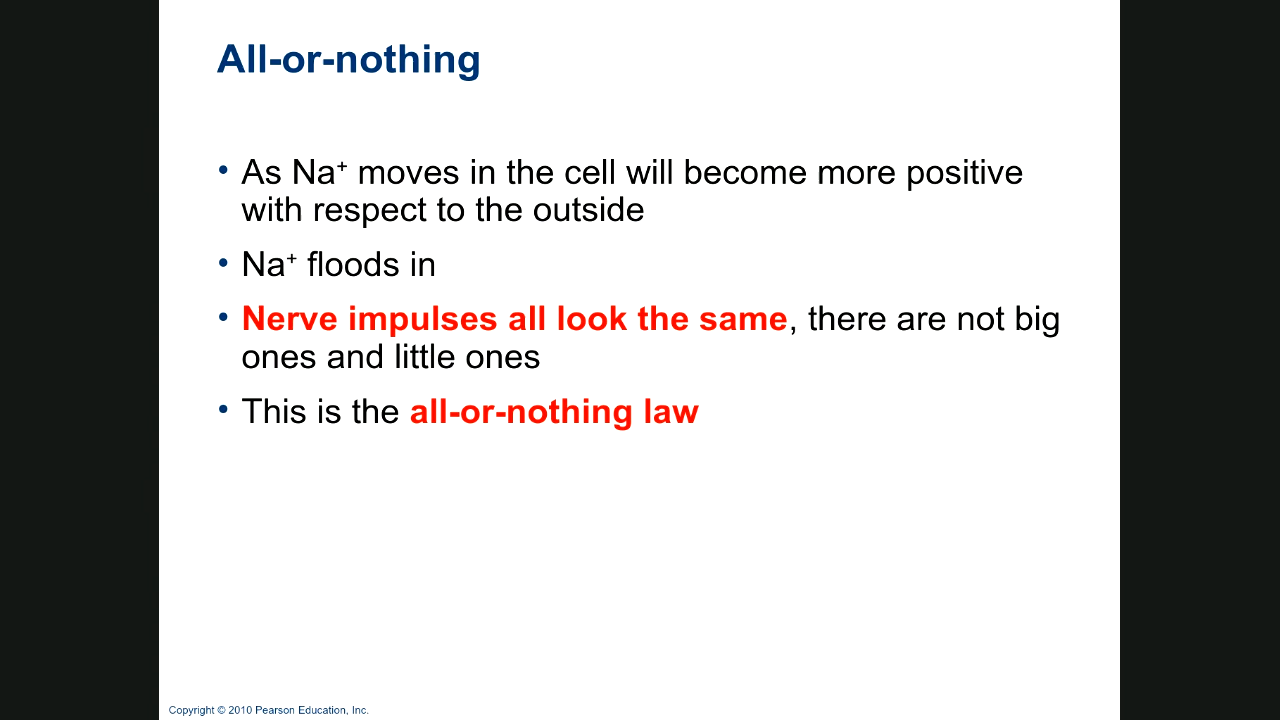 All-or-nothing
• As Na⁺ moves in the cell will become more positive
with respect to the outside
• Na⁺ floods in
• Nerve impulses all look the same, there are not big
ones and little ones
• This is the all-or-nothing law
Copyright © 2010 Pearson Education, Inc.